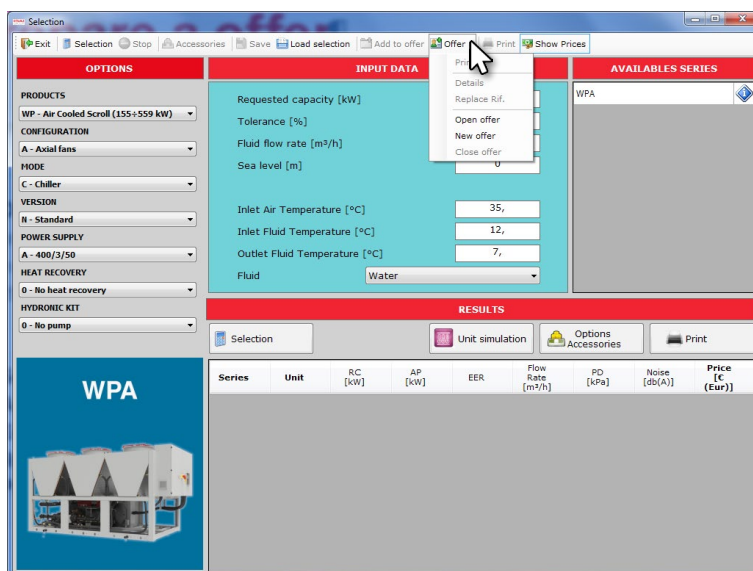 Selection
Exit Selection Stop Accessories Save Load selection Add to offer Offer Print Show Prices
OPTIONS
PRODUCTS
WP - Air Cooled Scroll (155÷559 kW)
CONFIGURATION
A - Axial fans
MODE
C - Chiller
VERSION
N - Standard
POWER SUPPLY
A - 400/3/50
HEAT RECOVERY
0 - No heat recovery
HYDRONIC KIT
0 - No pump
WPA
INPUT DATA
Requested capacity [kW]
Tolerance [%]
Fluid flow rate [m³/h]
Sea level [m] 0
Inlet Air Temperature [°C] 35,
Inlet Fluid Temperature [°C] 12,
Outlet Fluid Temperature [°C] 7,
Fluid Water
Details
Replace Rif.
Open offer
New offer
Close offer
AVAILABLES SERIES
WPA
RESULTS
Selection Unit simulation Options Accessories Print
Series Unit RC [kW] AP [kW] EER Flow Rate [m³/h] PD [kPa] Noise [db(A)] Price [€ (Eur)]